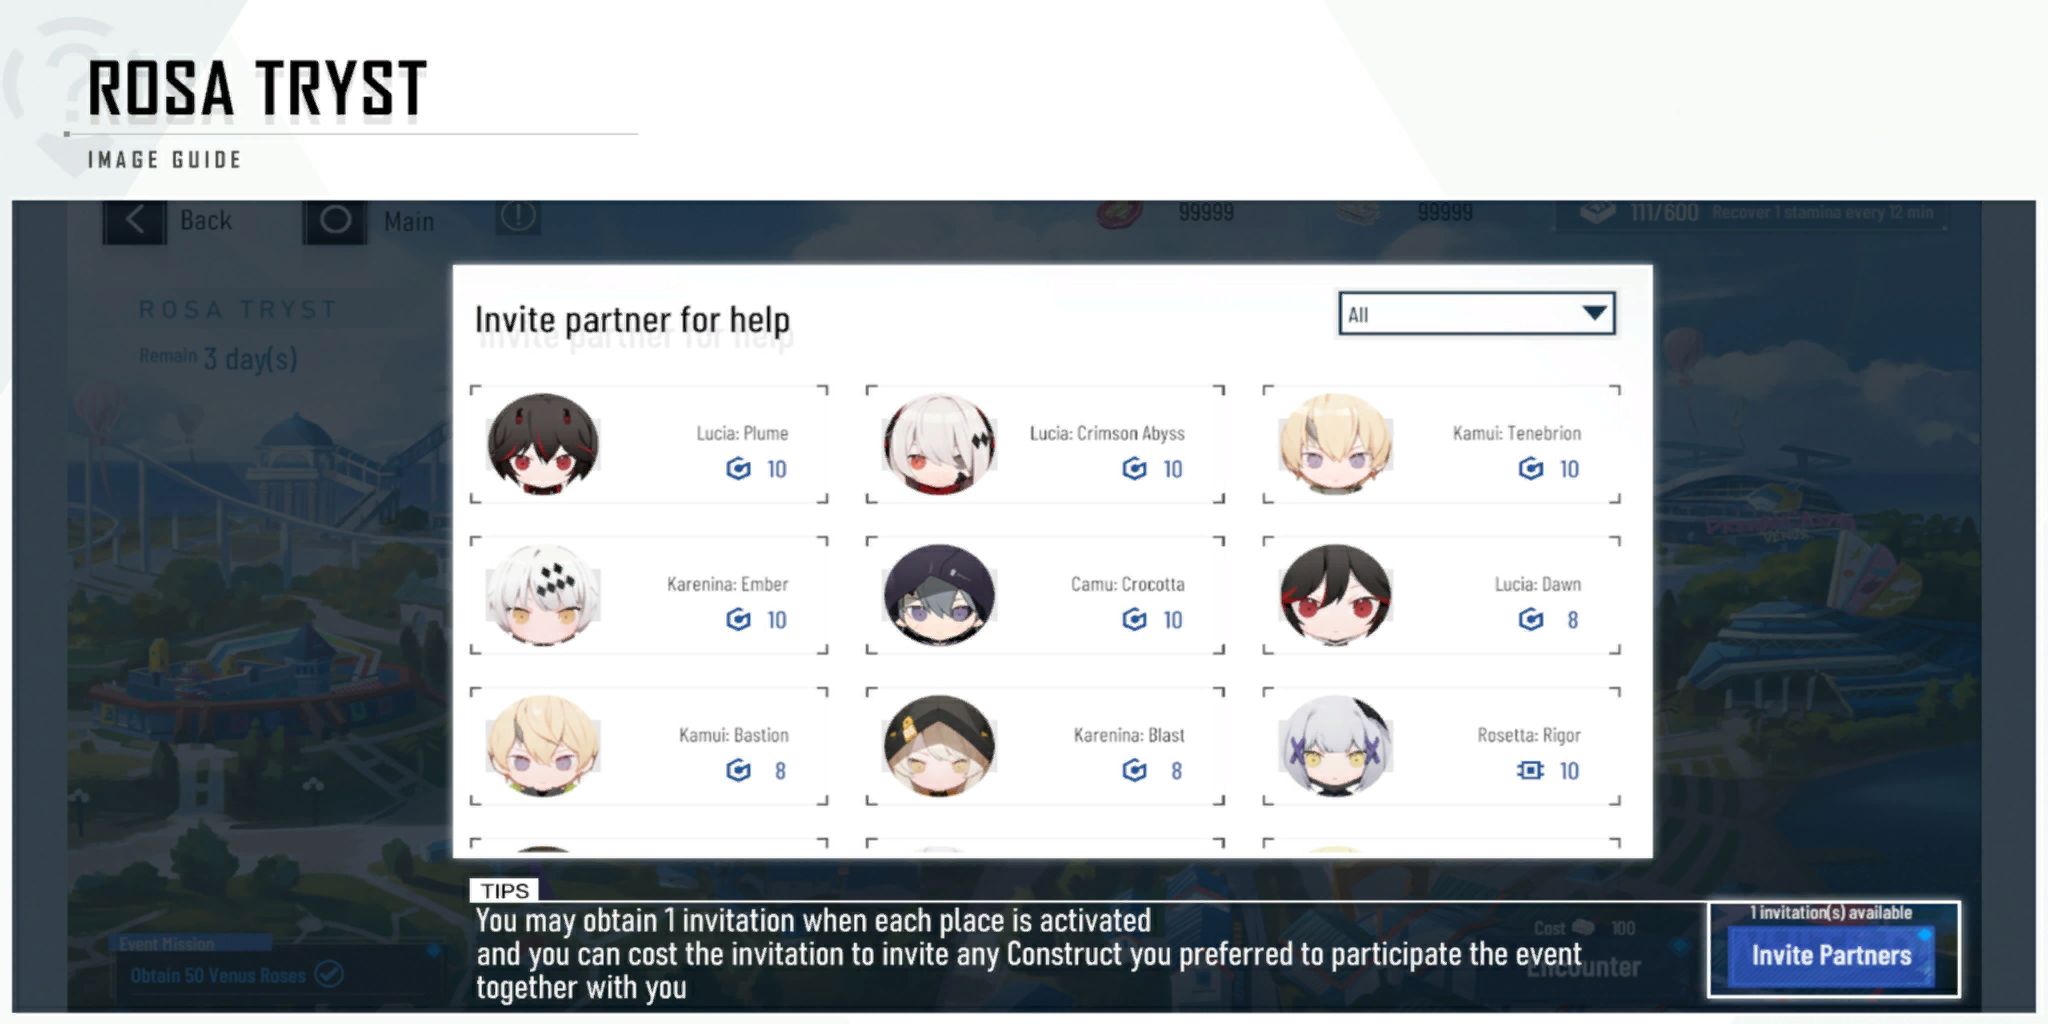 ROSA TRYST
IMAGE GUIDE
Back
Main
99999
99999
111/600 Recover 1 stamina every 12 min
ROSA TRYST
Remain 3 day(s)
Invite partner for help
All
Lucia: Plume
10
Lucia: Crimson Abyss
10
Kamui: Tenebrion
10
Karenina: Ember
10
Camu: Crocotta
10
Lucia: Dawn
8
Kamui: Bastion
8
Karenina: Blast
8
Rosetta: Rigor
10
VENUS
TIPS
You may obtain 1 invitation when each place is activated
and you can cost the invitation to invite any Construct you preferred to participate the event
together with you
Event Mission
Obtain 50 Venus Roses
Cost 100
Encounter
1 invitation(s) available
Invite Partners